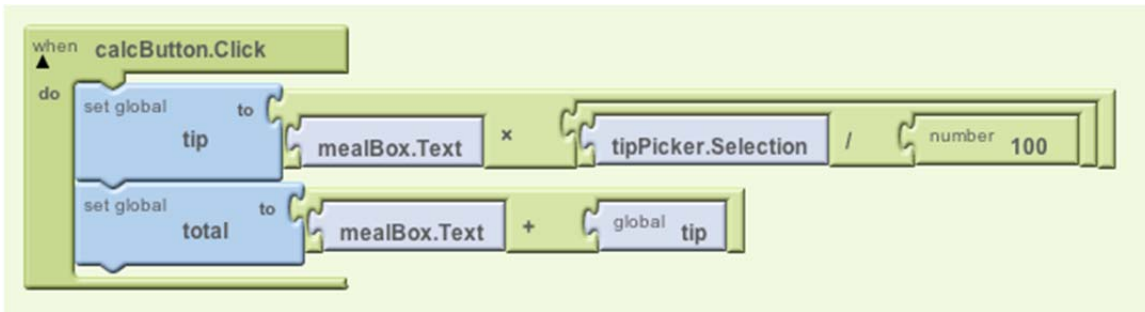 when calcButton.Click
do
set global tip to mealBox.Text × tipPicker.Selection / number 100
set global total to mealBox.Text + global tip